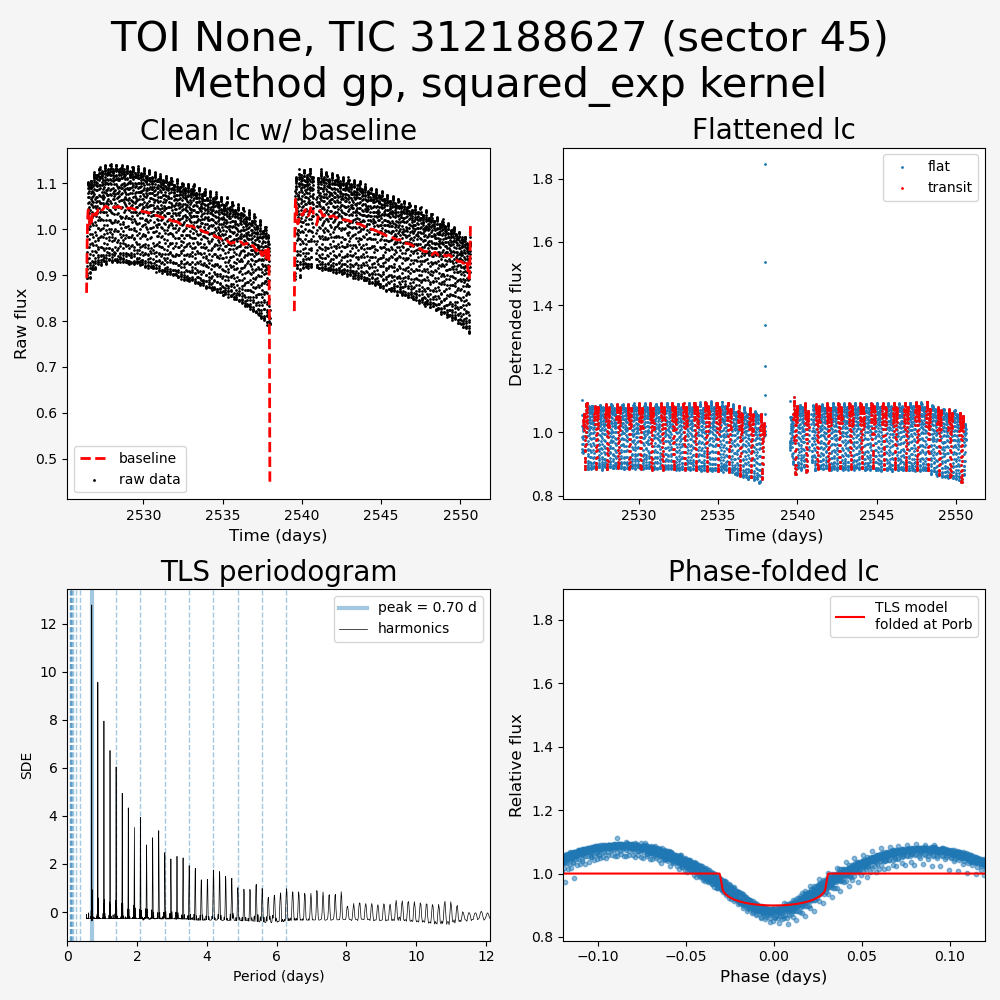 TOI None, TIC 312188627 (sector 45)
Method gp, squared_exp kernel
Clean lc w/ baseline
Raw flux
1.1
1.0
0.9
0.8
0.7
0.6
0.5
baseline
raw data
2530
2535
2540
2545
2550
Time (days)
Flattened lc
Detrended flux
1.8
1.6
1.4
1.2
1.0
0.8
flat
transit
2530
2535
2540
2545
2550
Time (days)
TLS periodogram
SDE
12
10
8
6
4
2
0
peak = 0.70 d
harmonics
0
2
4
6
8
10
12
Period (days)
Phase-folded lc
Relative flux
1.8
1.6
1.4
1.2
1.0
0.8
TLS model
folded at Porb
−0.10
−0.05
0.00
0.05
0.10
Phase (days)